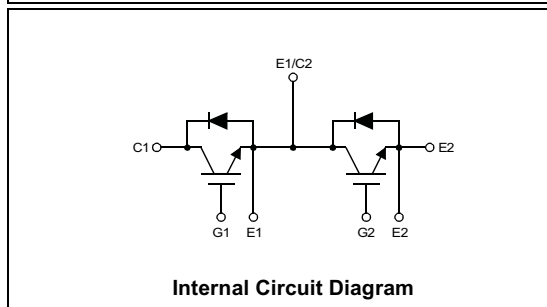 E1/C2
C1 E2
G1 E1 G2 E2
Internal Circuit Diagram